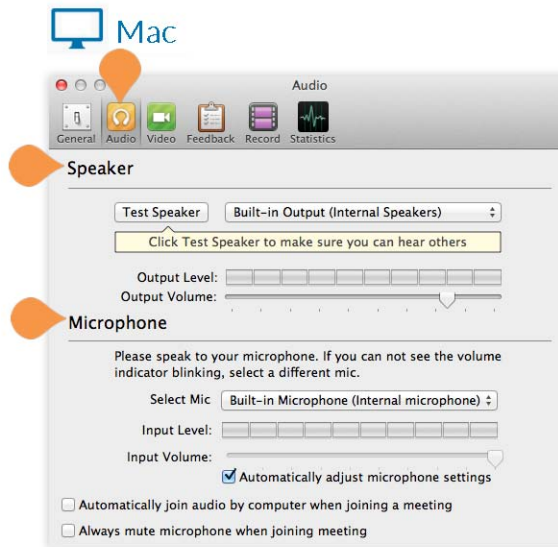 Mac
Audio
General Audio Video Feedback Record Statistics
Speaker
Test Speaker Built-in Output (Internal Speakers)
Click Test Speaker to make sure you can hear others
Output Level:
Output Volume:
Microphone
Please speak to your microphone. If you can not see the volume
indicator blinking, select a different mic.
Select Mic Built-in Microphone (Internal microphone)
Input Level:
Input Volume:
Automatically adjust microphone settings
Automatically join audio by computer when joining a meeting
Always mute microphone when joining meeting